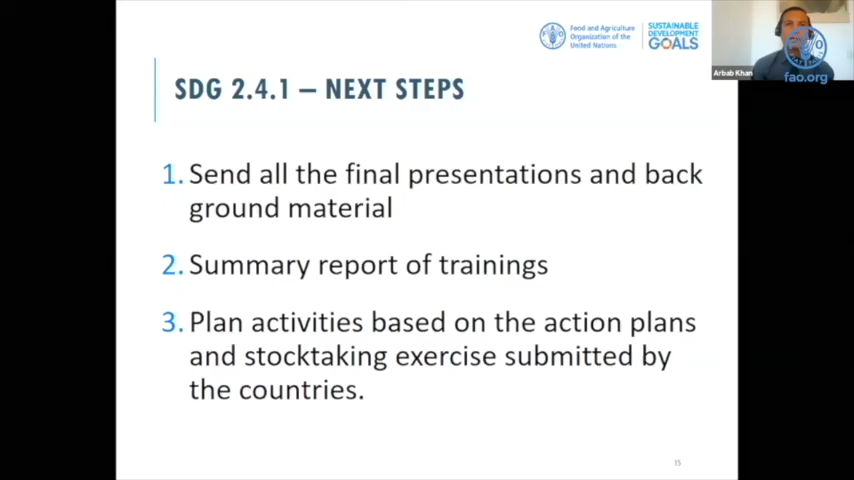 Food and Agriculture
Organization of the
United Nations
SUSTAINABLE
DEVELOPMENT
GOALS
Arbab Khan
fao.org
SDG 2.4.1 – NEXT STEPS
1. Send all the final presentations and back
ground material
2. Summary report of trainings
3. Plan activities based on the action plans
and stocktaking exercise submitted by
the countries.
15